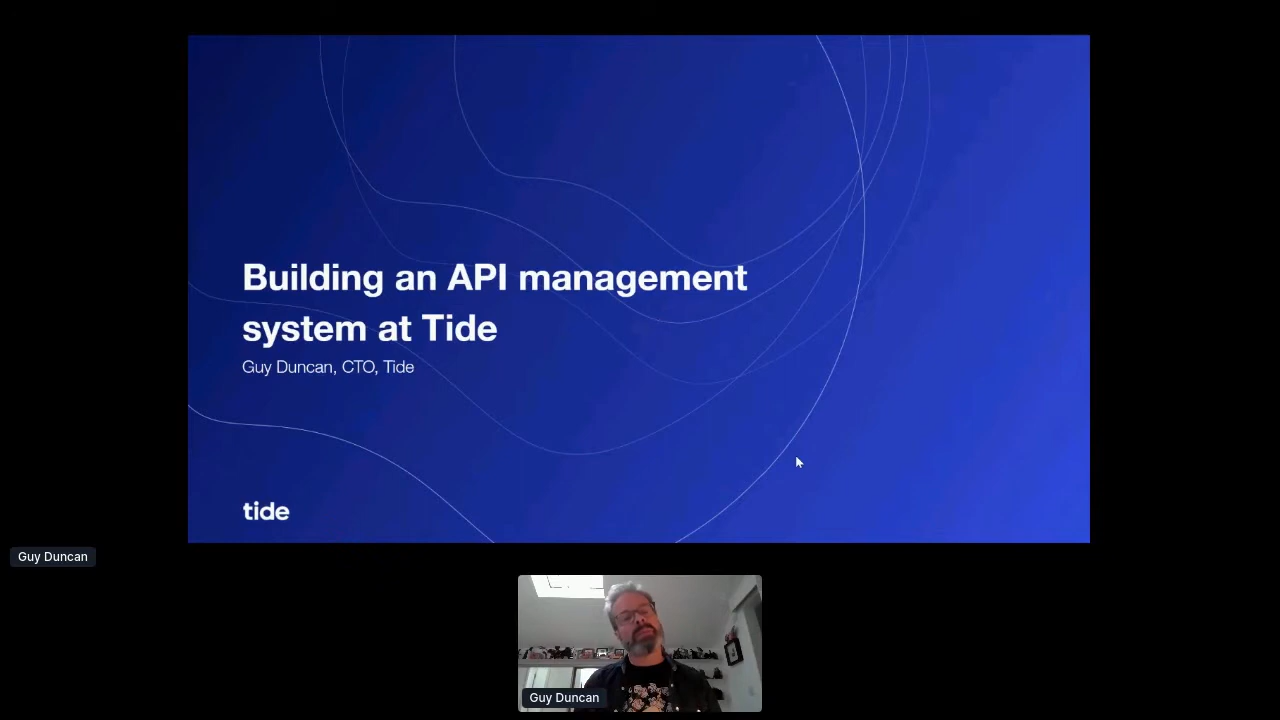 Building an API management
system at Tide
Guy Duncan, CTO, Tide
tide
Guy Duncan
Guy Duncan